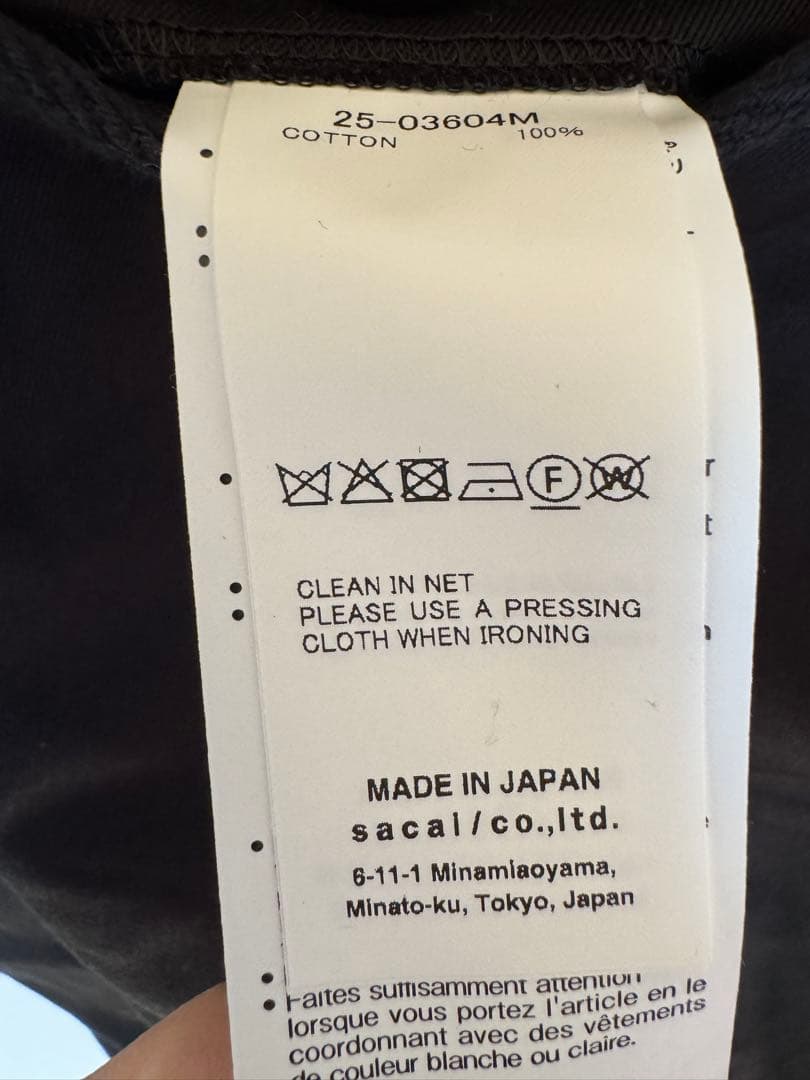 25-03604M
COTTON 100%
F W
CLEAN IN NET
PLEASE USE A PRESSING
CLOTH WHEN IRONING
MADE IN JAPAN
sacai/co.,ltd.
6-11-1 Minamiaoyama,
Minato-ku, Tokyo, Japan
Faites suffisamment attention
lorsque vous portez l'article en le
coordonnant avec des vêtements
de couleur blanche ou claire.